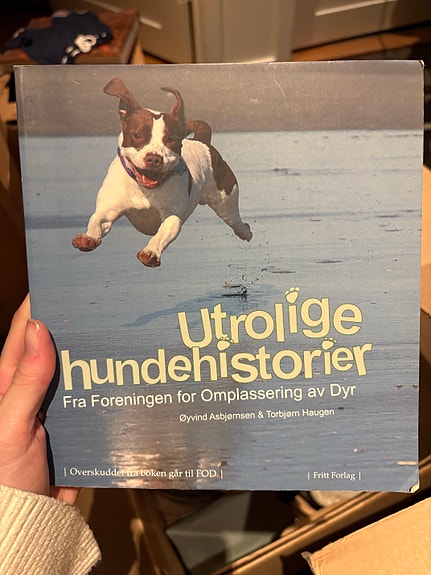 Utrolige
hundehistorier
Fra Foreningen for Omplassering av Dyr
Øyvind Asbjørnsen & Torbjørn Haugen
| Overskuddet fra boken går til FOD |
| Fritt Forlag |